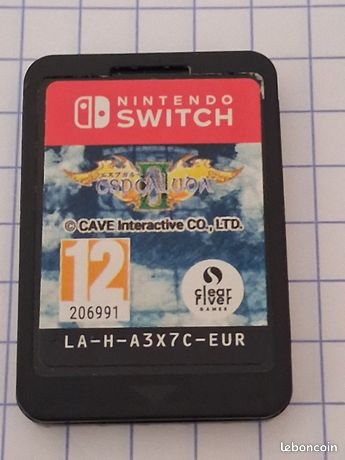 NINTENDO
SWITCH
エスプガルーダ
ESPGALUDA
II
© CAVE Interactive CO., LTD.
12
206991
clear
river
GAMES
LA-H-A3X7C-EUR
leboncoin